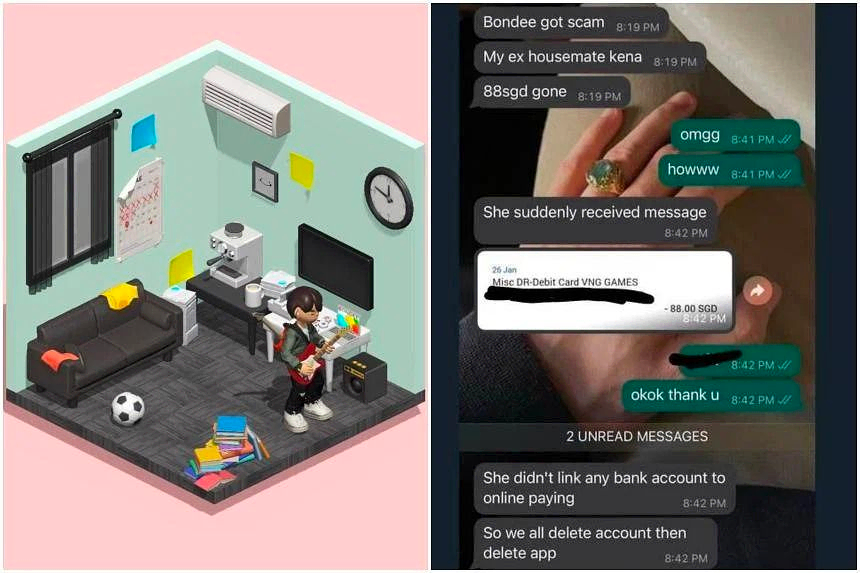 Bondee got scam 8:19 PM
My ex housemate kena 8:19 PM
88sgd gone 8:19 PM
omgg 8:41 PM
howww 8:41 PM
She suddenly received message
8:42 PM
26 Jan
Misc DR-Debit Card VNG GAMES
- 88.00 SGD
8:42 PM
8:42 PM
okok thank u 8:42 PM
2 UNREAD MESSAGES
She didn't link any bank account to
online paying
8:42 PM
So we all delete account then
delete app
8:42 PM